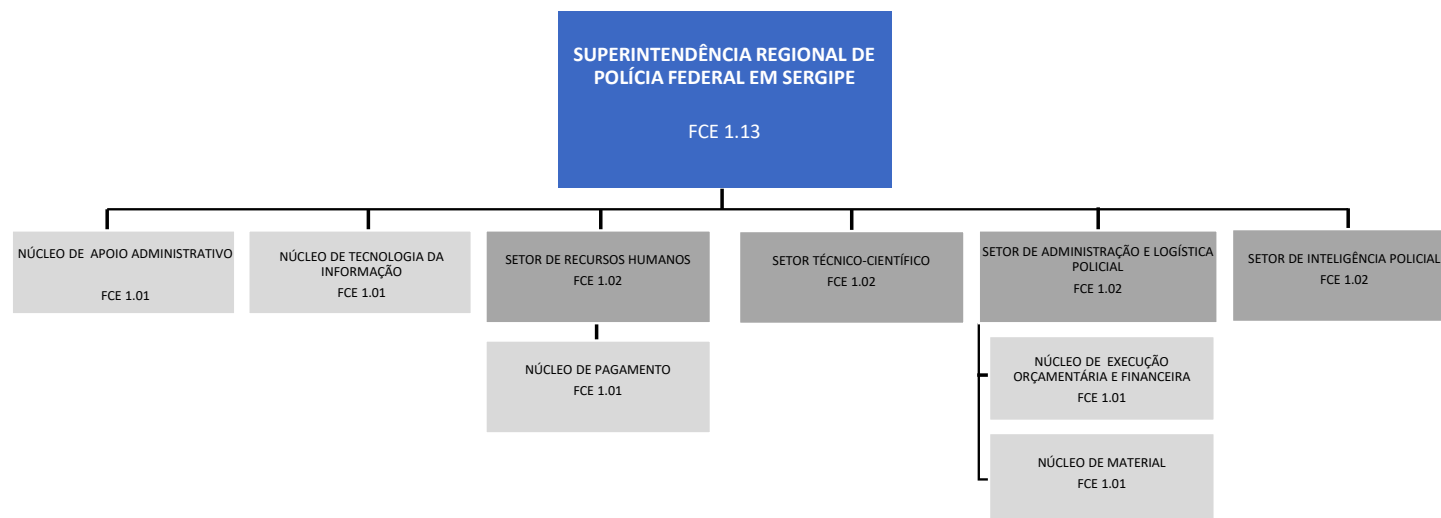 SUPERINTENDÊNCIA REGIONAL DE
POLÍCIA FEDERAL EM SERGIPE
FCE 1.13
NÚCLEO DE APOIO ADMINISTRATIVO
FCE 1.01
NÚCLEO DE TECNOLOGIA DA
INFORMAÇÃO
FCE 1.01
SETOR DE RECURSOS HUMANOS
FCE 1.02
SETOR TÉCNICO-CIENTÍFICO
FCE 1.02
SETOR DE ADMINISTRAÇÃO E LOGÍSTICA
POLICIAL
FCE 1.02
SETOR DE INTELIGÊNCIA POLICIAL
FCE 1.02
NÚCLEO DE PAGAMENTO
FCE 1.01
NÚCLEO DE EXECUÇÃO
ORÇAMENTÁRIA E FINANCEIRA
FCE 1.01
NÚCLEO DE MATERIAL
FCE 1.01